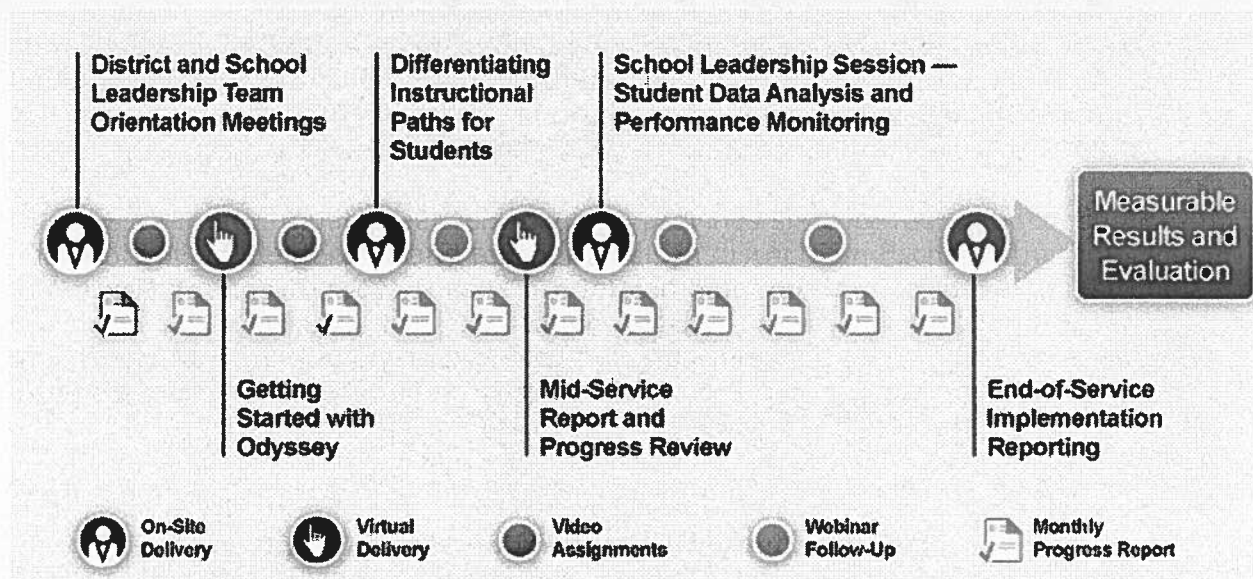 District and School
Leadership Team
Orientation Meetings
Differentiating
Instructional
Paths for
Students
School Leadership Session —
Student Data Analysis and
Performance Monitoring
Measurable
Results and
Evaluation
Getting
Started with
Odyssey
Mid-Service
Report and
Progress Review
End-of-Service
Implementation
Reporting
On-Site
Delivery
Virtual
Delivery
Video
Assignments
Webinar
Follow-Up
Monthly
Progress Report